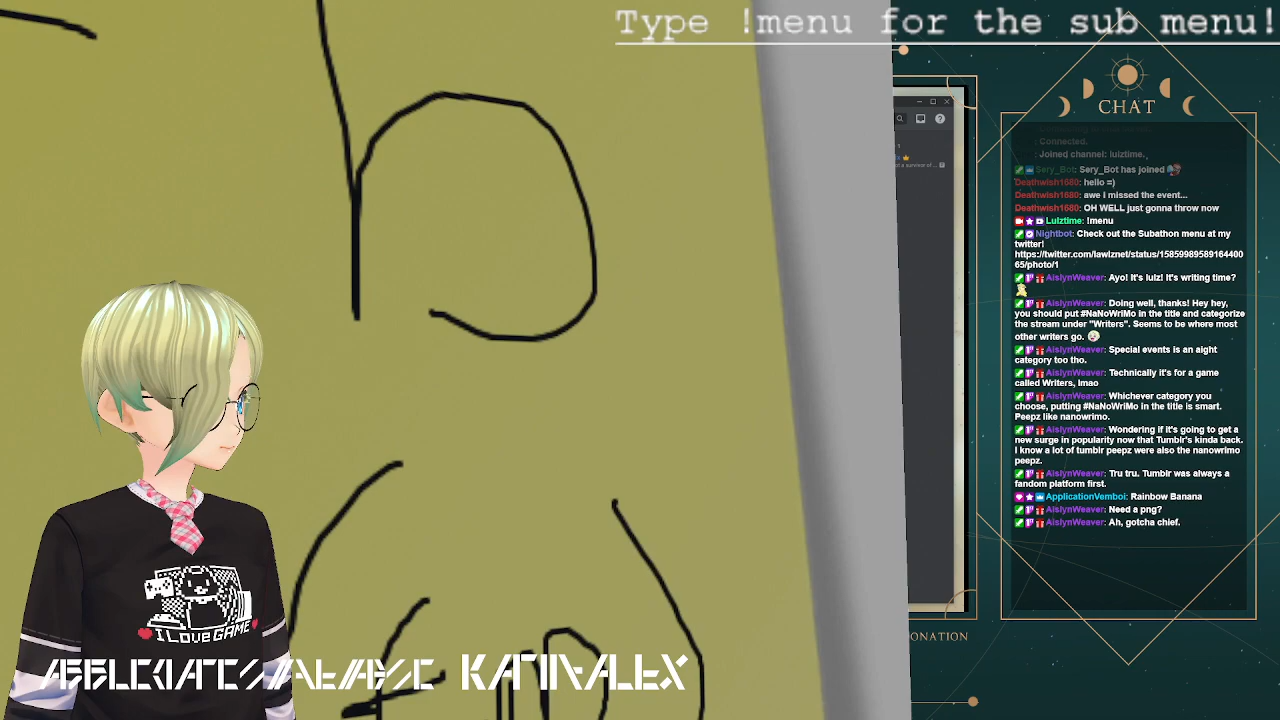 Type !menu for the sub menu!
CHAT
: Connected.
: Joined channel: luiztime.
Sery_Bot: Sery_Bot has joined
Deathwish1680: hello =)
Deathwish1680: awe i missed the event...
Deathwish1680: OH WELL just gonna throw now
Luiztime: !menu
Nightbot: Check out the Subathon menu at my
twitter!
https://twitter.com/lawlznet/status/15859989589164400
65/photo/1
AislynWeaver: Ayo! It's lulz! It's writing time?
AislynWeaver: Doing well, thanks! Hey hey,
you should put #NaNoWriMo in the title and categorize
the stream under "Writers". Seems to be where most
other writers go.
AislynWeaver: Special events is an aight
category too tho.
AislynWeaver: Technically it's for a game
called Writers, lmao
AislynWeaver: Whichever category you
choose, putting #NaNoWriMo in the title is smart.
Peepz like nanowrimo.
AislynWeaver: Wondering if it's going to get a
new surge in popularity now that Tumblr's kinda back.
I know a lot of tumblr peepz were also the nanowrimo
peepz.
AislynWeaver: Tru tru. Tumblr was always a
fandom platform first.
ApplicationVemboi: Rainbow Banana
AislynWeaver: Need a png?
AislynWeaver: Ah, gotcha chief.
ONATION
I LOVE GAME